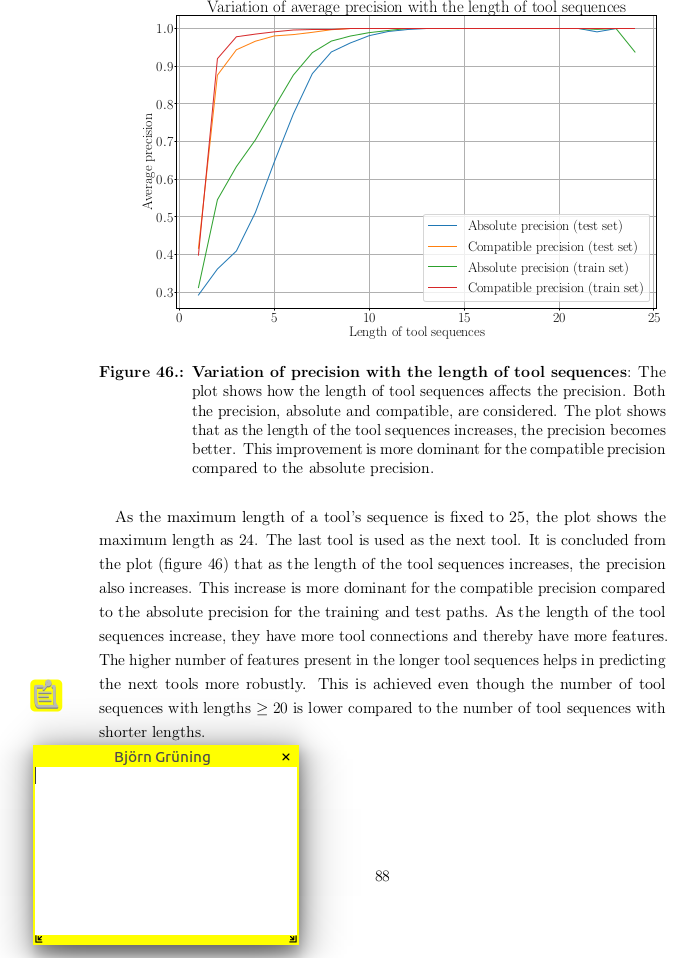 Variation of average precision with the length of tool sequences
1.0
0.9
0.8
0.7
0.6
0.5
0.4
0.3
Average precision
Absolute precision (test set)
Compatible precision (test set)
Absolute precision (train set)
Compatible precision (train set)
0 5 10 15 20 25
Length of tool sequences
Figure 46.: Variation of precision with the length of tool sequences: The
plot shows how the length of tool sequences affects the precision. Both
the precision, absolute and compatible, are considered. The plot shows
that as the length of the tool sequences increases, the precision becomes
better. This improvement is more dominant for the compatible precision
compared to the absolute precision.
As the maximum length of a tool's sequence is fixed to 25, the plot shows the
maximum length as 24. The last tool is used as the next tool. It is concluded from
the plot (figure 46) that as the length of the tool sequences increases, the precision
also increases. This increase is more dominant for the compatible precision compared
to the absolute precision for the training and test paths. As the length of the tool
sequences increase, they have more tool connections and thereby have more features.
The higher number of features present in the longer tool sequences helps in predicting
the next tools more robustly. This is achieved even though the number of tool
sequences with lengths ≥ 20 is lower compared to the number of tool sequences with
shorter lengths.
Björn Grüning ×
88